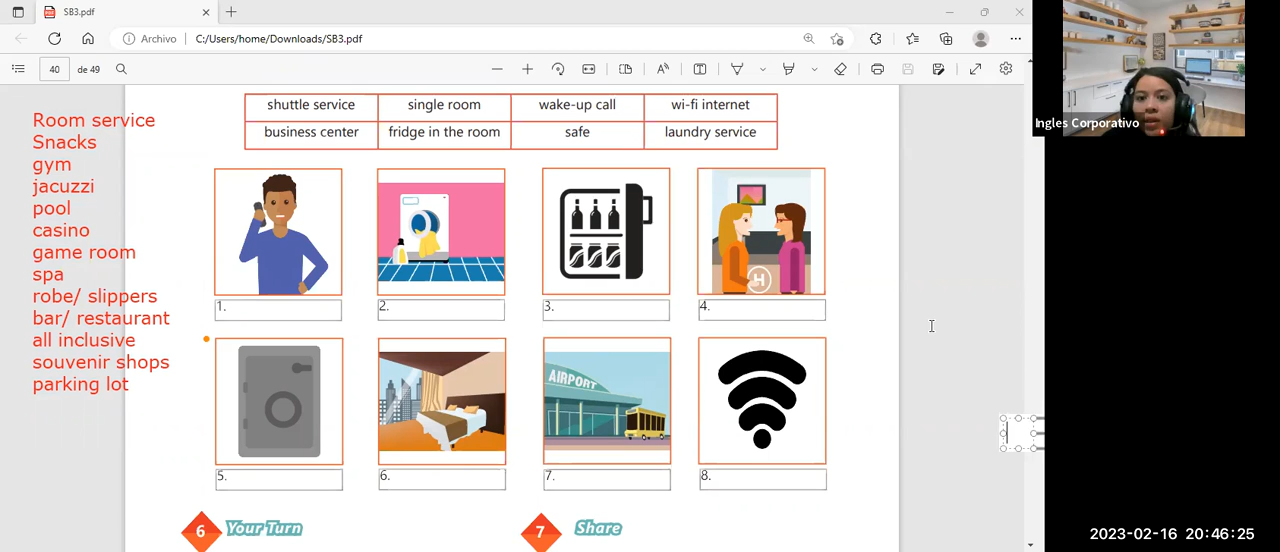 SB3.pdf
Archivo
C:/Users/home/Downloads/SB3.pdf
40
de 49
shuttle service
single room
wake-up call
wi-fi internet
business center
fridge in the room
safe
laundry service
Room service
Snacks
gym
jacuzzi
pool
casino
game room
spa
robe/ slippers
bar/ restaurant
all inclusive
souvenir shops
parking lot
H
1.
2.
3.
4.
AIRPORT
5.
6.
7.
8.
6
Your Turn
7
Share
Ingles Corporativo
2023-02-16 20:46:25